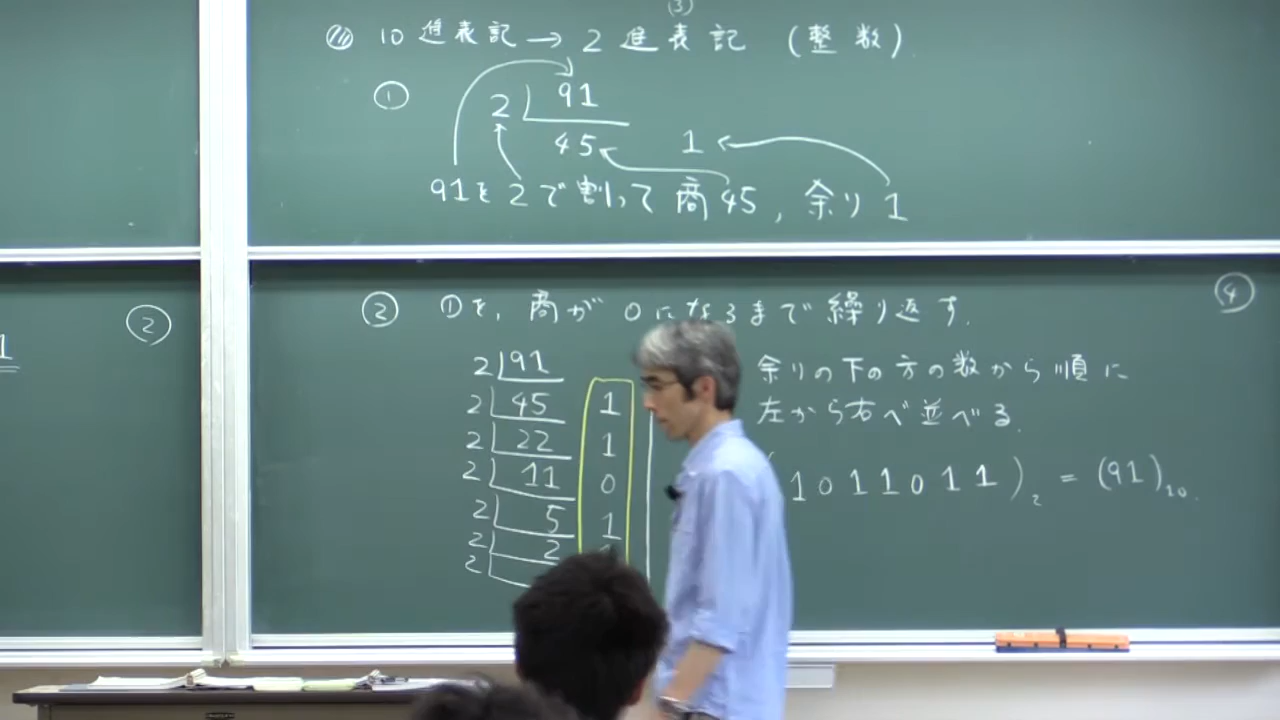 (3)
例 10進表記→2進表記 (整数)
①
2 91
45 1
91を2で割って商45, 余り1
1
②
② ①を, 商が0になるまで繰り返す.
④
2 91
2 45 1
2 22 1
2 11 0
2 5 1
2 2
2
余りの下の方の数から順に
左から右へ並べる.
(1011011)₂ = (91)₁₀.